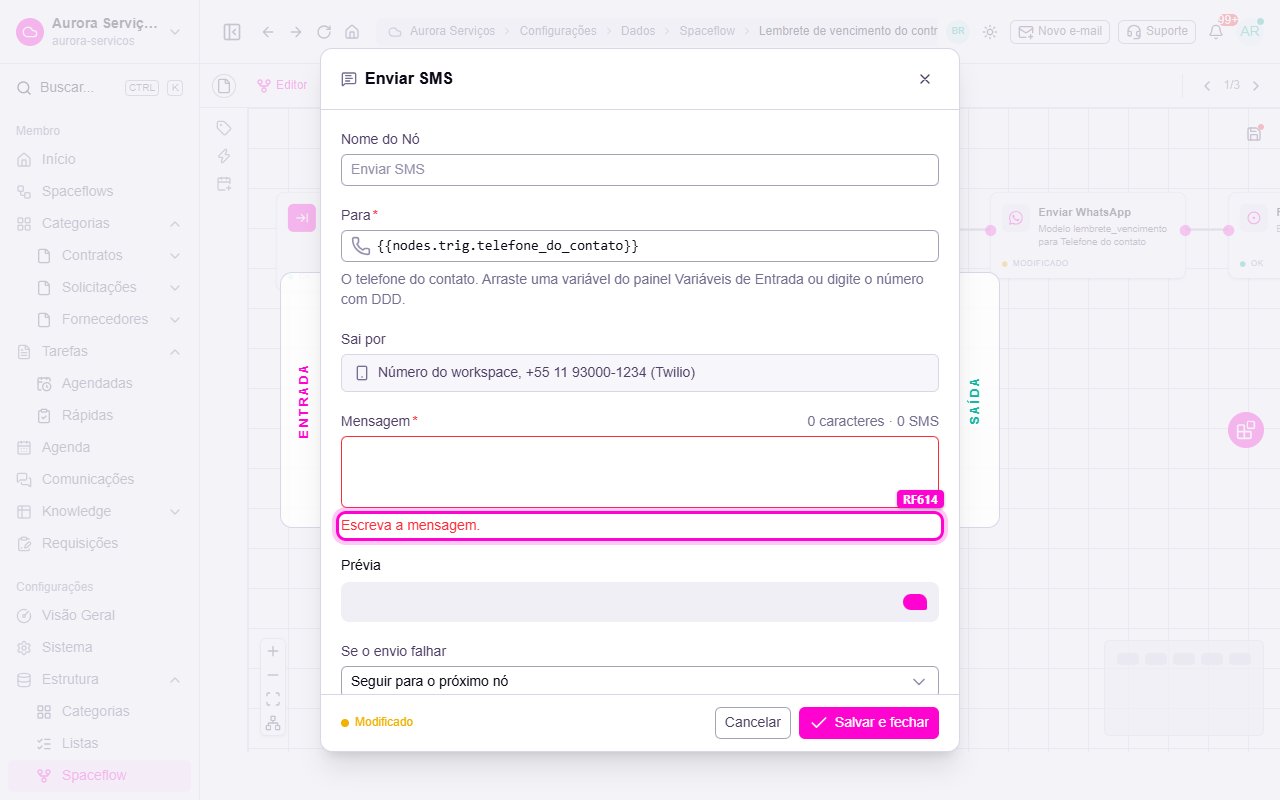 Aurora Serviç...
aurora-servicos
Buscar...
CTRL
K
Membro
Início
Spaceflows
Categorias
Contratos
Solicitações
Fornecedores
Tarefas
Agendadas
Rápidas
Agenda
Comunicações
Knowledge
Requisições
Configurações
Visão Geral
Sistema
Estrutura
Categorias
Listas
Spaceflow
Aurora Serviços
Configurações
Dados
Spaceflow
Lembrete de vencimento do contr
BR
Novo e-mail
Suporte
99+
AR
Editor
1/3
ENTRADA
Enviar SMS
Nome do Nó
Enviar SMS
Para*
{{nodes.trig.telefone_do_contato}}
O telefone do contato. Arraste uma variável do painel Variáveis de Entrada ou digite o número
com DDD.
Sai por
Número do workspace, +55 11 93000-1234 (Twilio)
Mensagem*
0 caracteres · 0 SMS
RF614
Escreva a mensagem.
Prévia
Se o envio falhar
Seguir para o próximo nó
Modificado
Cancelar
Salvar e fechar
Enviar WhatsApp
Modelo lembrete_vencimento
para Telefone do contato
MODIFICADO
OK
SAÍDA